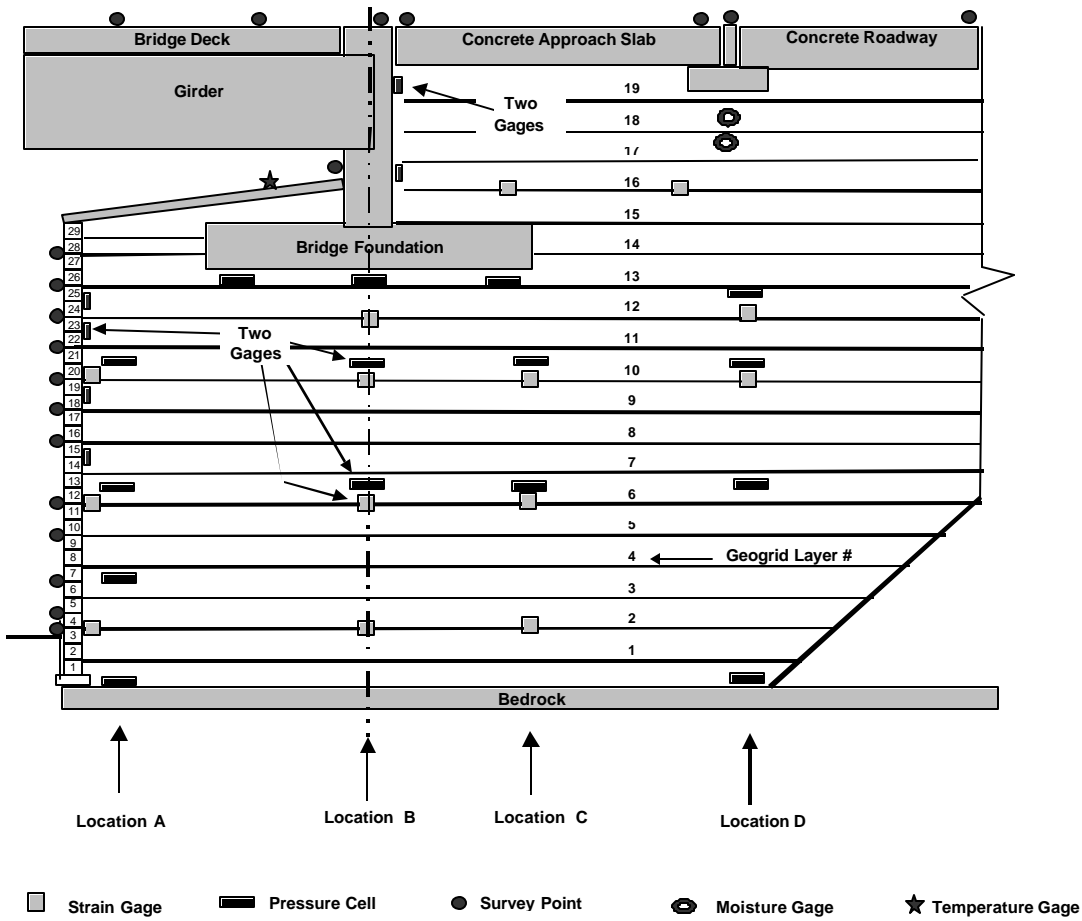 Bridge Deck
Concrete Approach Slab
Concrete Roadway
Girder
Two
Gages
19
18
17
16
15
14
13
12
11
10
9
8
7
6
5
4
3
2
1
Bridge Foundation
29
28
27
26
25
24
23
22
21
20
19
18
17
16
15
14
13
12
11
10
9
8
7
6
5
4
3
2
1
Two
Gages
Geogrid Layer #
Bedrock
Location A
Location B
Location C
Location D
Strain Gage
Pressure Cell
Survey Point
Moisture Gage
Temperature Gage